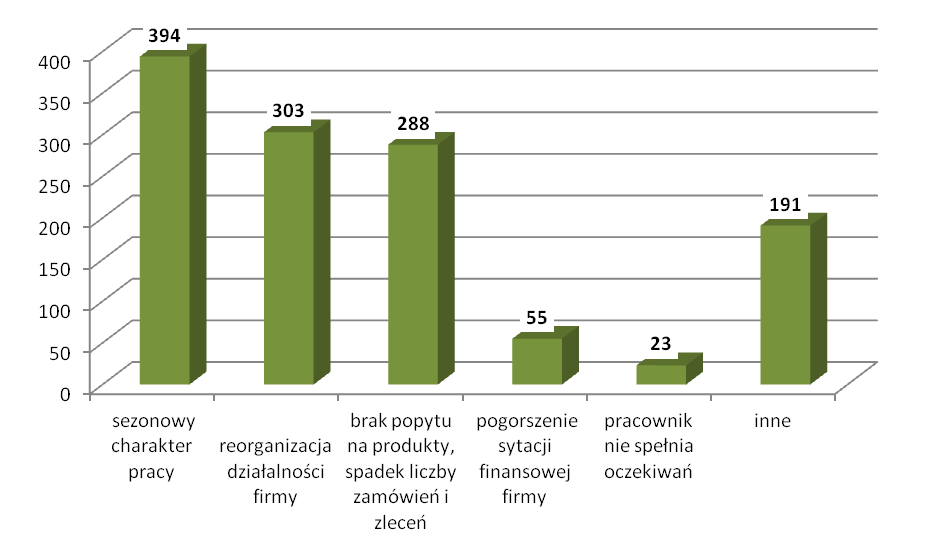 394
303
288
55
23
191
400
350
300
250
200
150
100
50
0
sezonowy
charakter
pracy
reorganizacja
działalności
firmy
brak popytu
na produkty,
spadek liczby
zamówień i
zleceń
pogorszenie
sytacji
finansowej
firmy
pracownik
nie spełnia
oczekiwań
inne